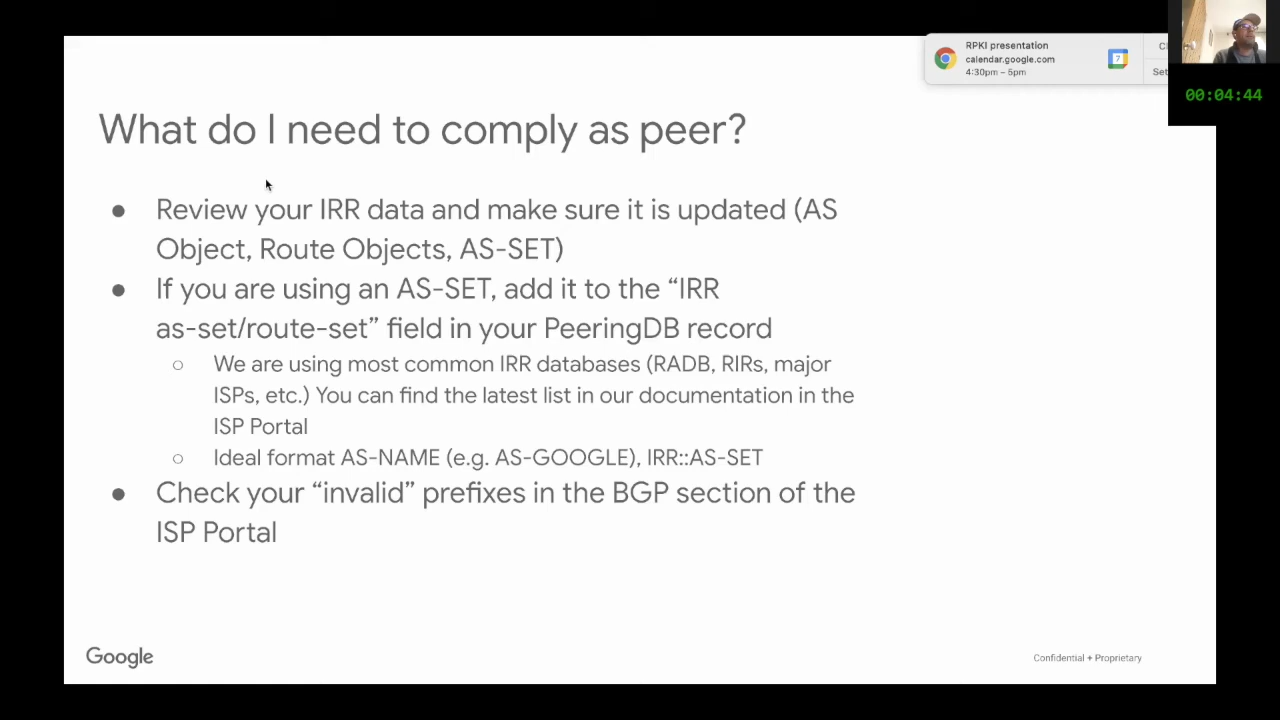 RPKI presentation
calendar.google.com
4:30pm – 5pm
00:04:44
What do I need to comply as peer?
● Review your IRR data and make sure it is updated (AS
Object, Route Objects, AS-SET)
● If you are using an AS-SET, add it to the “IRR
as-set/route-set” field in your PeeringDB record
○ We are using most common IRR databases (RADB, RIRs, major
ISPs, etc.) You can find the latest list in our documentation in the
ISP Portal
○ Ideal format AS-NAME (e.g. AS-GOOGLE), IRR::AS-SET
● Check your “invalid” prefixes in the BGP section of the
ISP Portal
Google
Confidential + Proprietary